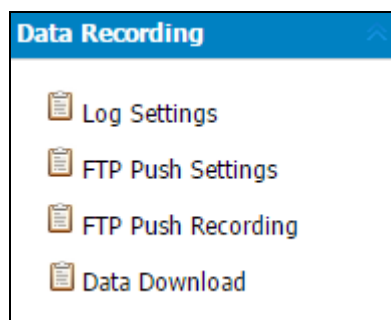 Data Recording
Log Settings
FTP Push Settings
FTP Push Recording
Data Download